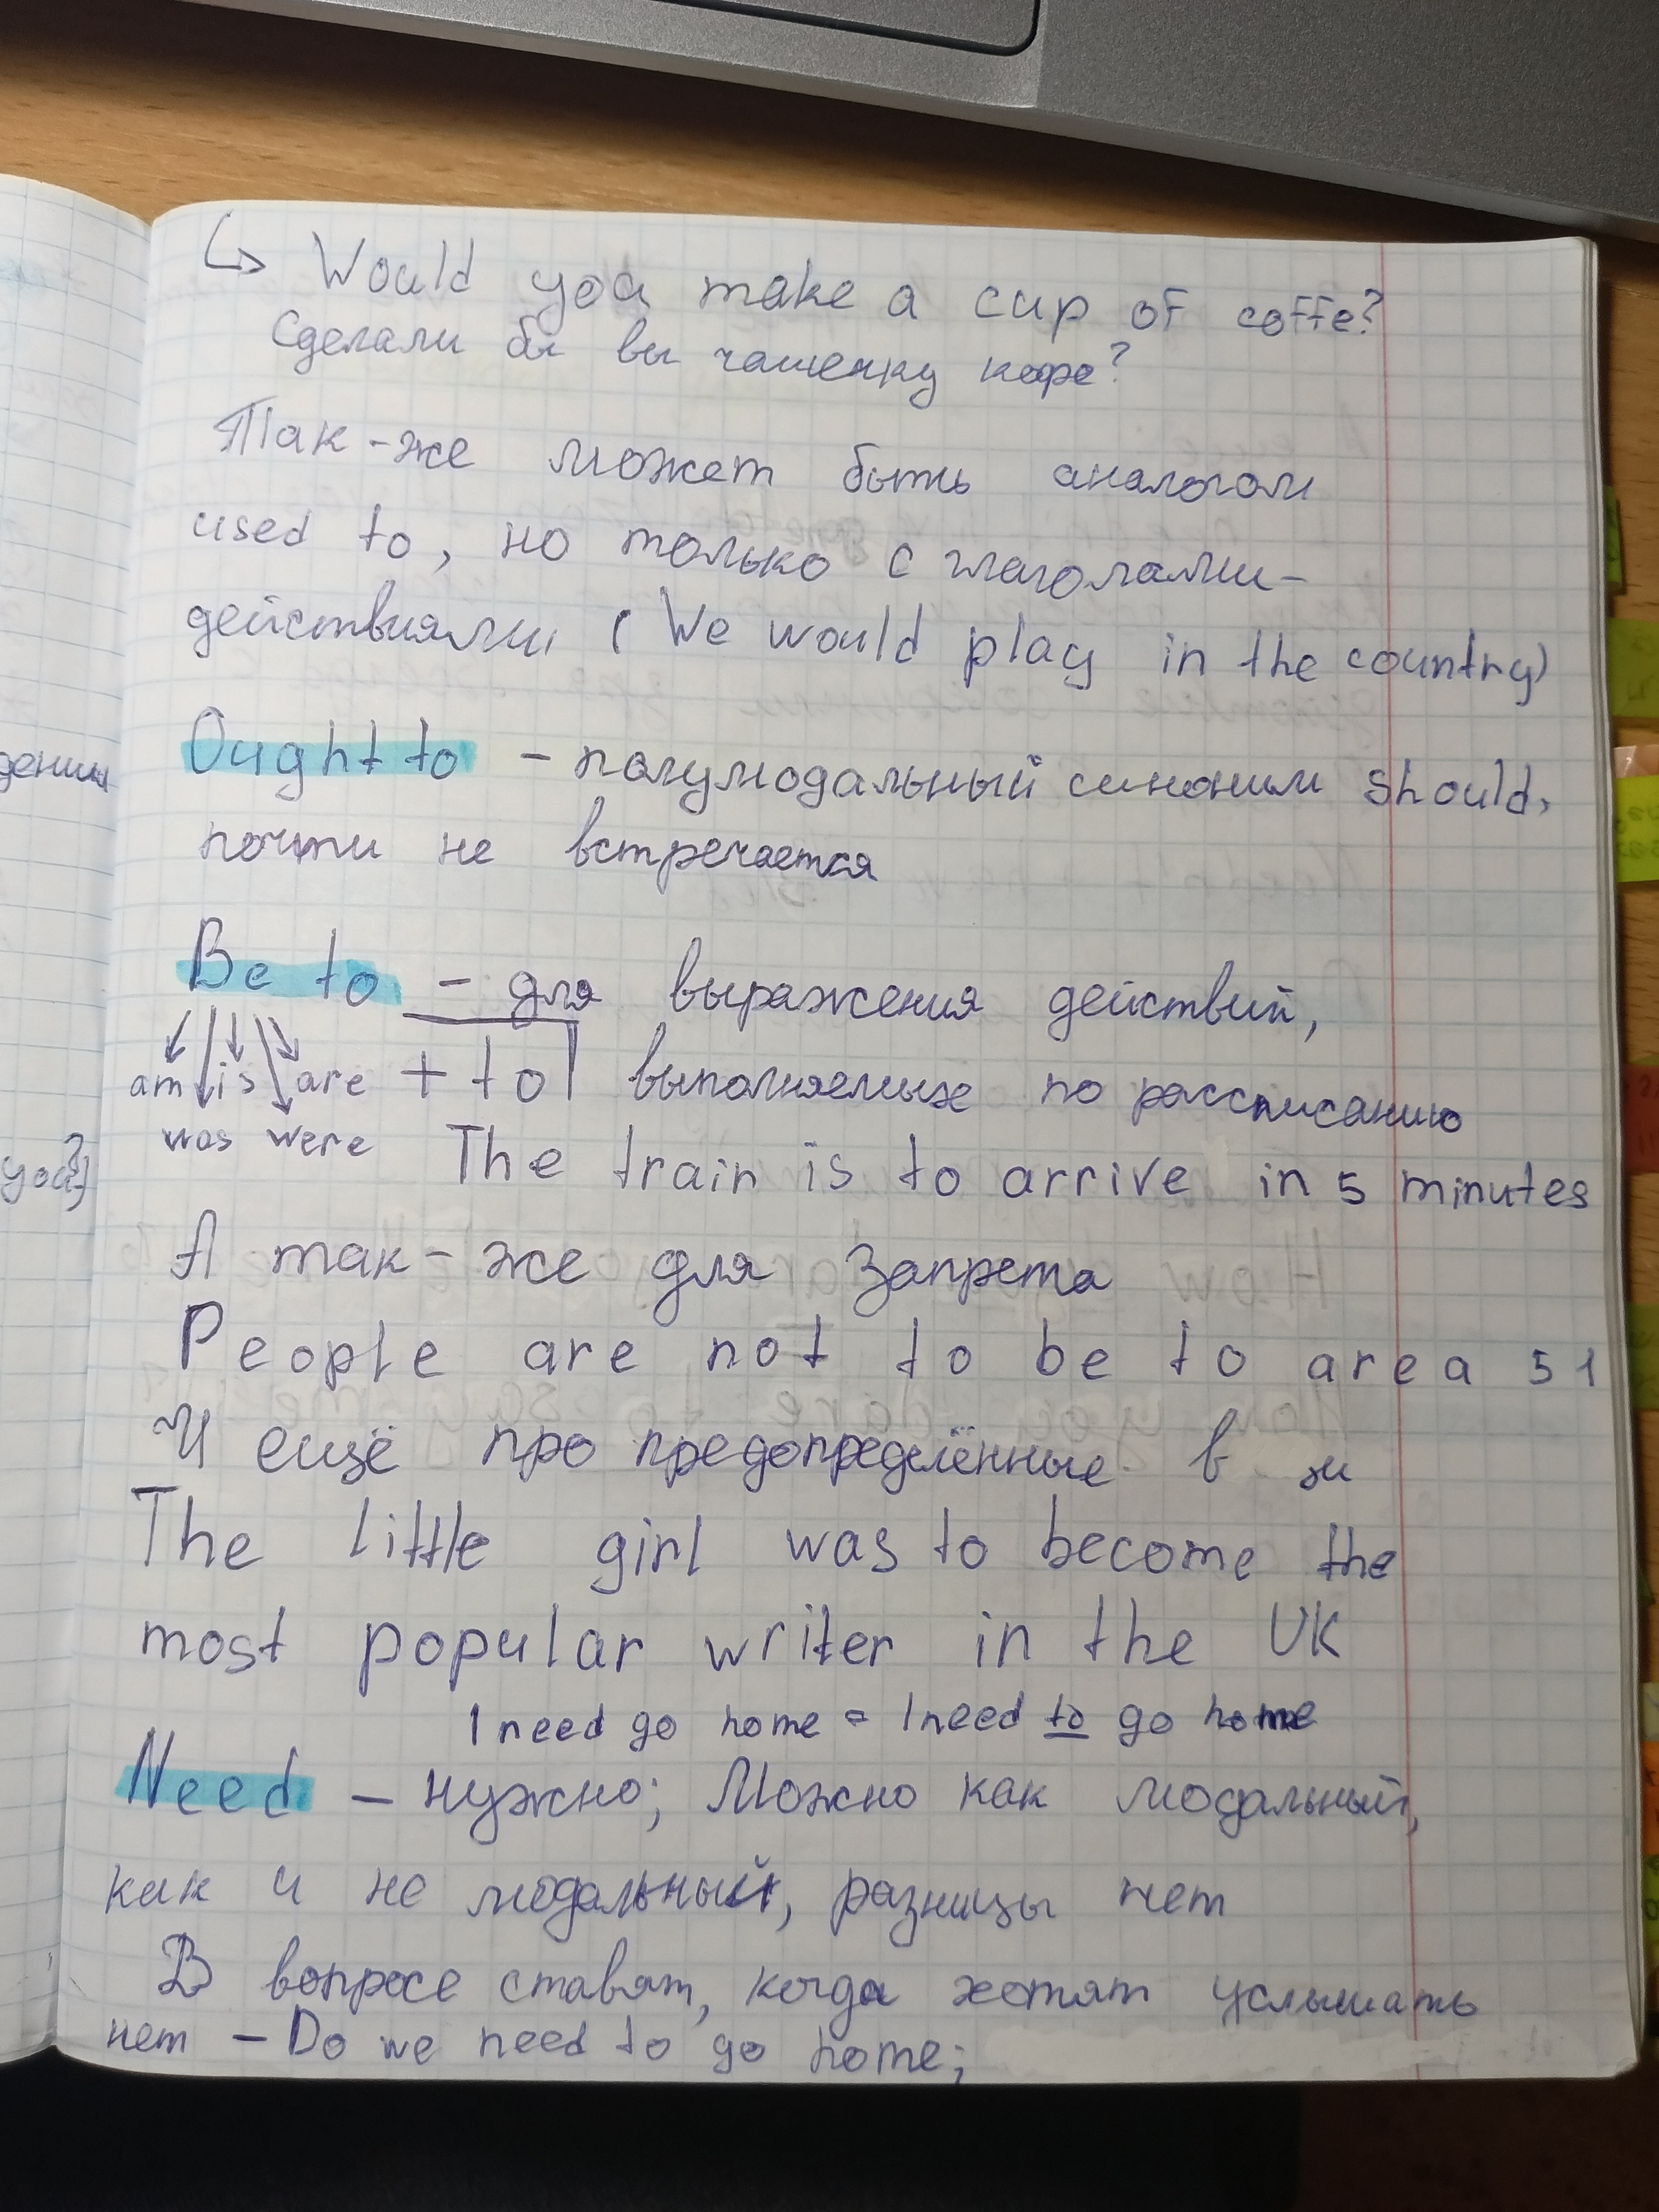 ↳ Would you make a cup of coffe?
Сделали бы вы чашечку кофе?
Так-же может быть аналогом
used to, но только с глаголами-
действиями (We would play in the country)
Ought to - полумодальный синоним should,
почти не встречается
Be to - для выражения действий,
am is are + to выполняемые по рассписанию
was were The train is to arrive in 5 minutes
А так-же для запрета
People are not to be to area 51
И ещё про предопределённые в
The little girl was to become the
most popular writer in the UK
I need go home = I need to go home
Need - нужно; Можно как модальный,
как и не модальный, разницы нет
В вопросе ставят, когда хотят услышать
нет - Do we need to go home;
дении
you?)